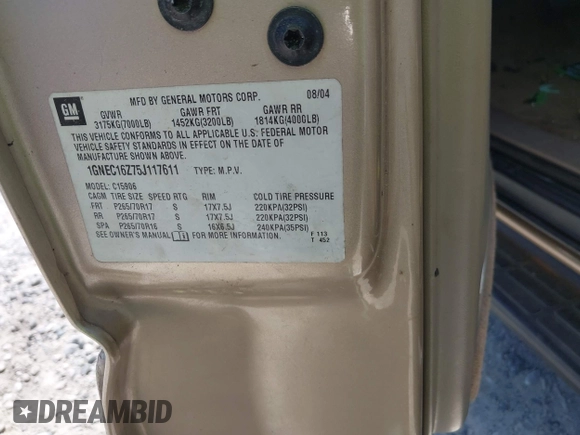 GM
MFD BY GENERAL MOTORS CORP. 08/04
GVWR GAWR FRT GAWR RR
3175KG(7000LB) 1452KG(3200LB) 1814KG(4000LB)
THIS VEHICLE CONFORMS TO ALL APPLICABLE U.S. FEDERAL MOTOR
VEHICLE SAFETY STANDARDS IN EFFECT ON THE DATE OF
MANUFACTURE SHOWN ABOVE.
1GNEC16Z75J117611 TYPE: M.P.V.
MODEL: C15906
CAGM TIRE SIZE SPEED RTG RIM COLD TIRE PRESSURE
FRT P265/70R17 S 17X7.5J 220KPA(32PSI)
RR P265/70R17 S 17X7.5J 220KPA(32PSI)
SPA P265/70R16 S 16X6.5J 240KPA(35PSI)
SEE OWNER'S MANUAL FOR MORE INFORMATION. F 113
T 452
DREAMBID